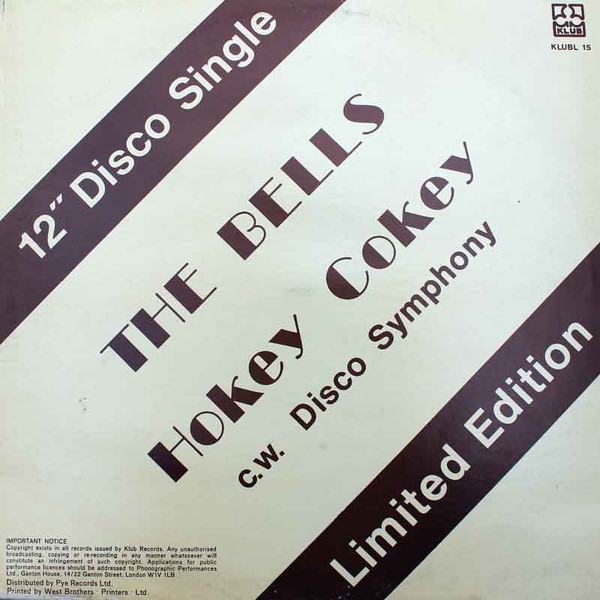 KLUB
KLUBL 15
12" Disco Single
THE BELLS
HOKEY COKEY
c.w. Disco Symphony
Limited Edition
IMPORTANT NOTICE
Copyright exists in all records issued by Klub Records. Any unauthorised
broadcasting, copying or re-recording in any manner whatsoever will
constitute an infringement of such copyright. Applications for public
performance licences should be addressed to Phonographic Performances
Ltd., Ganton House, 14/22 Ganton Street, London W1V 1LB
Distributed by Pye Records Ltd.
Printed by West Brothers · Printers · Ltd.